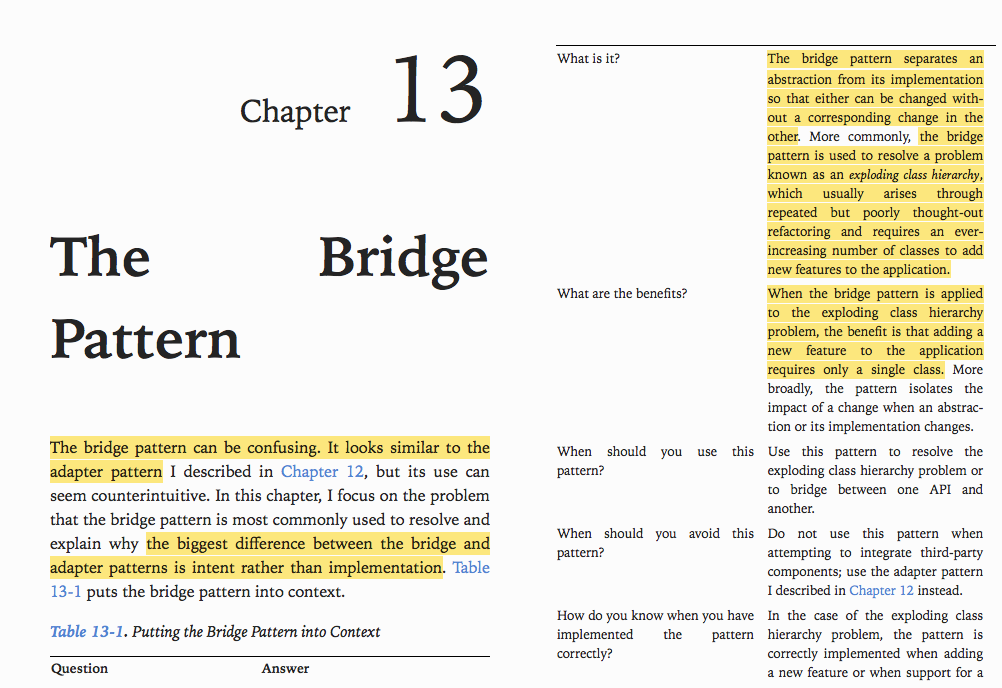 Chapter 13
The Bridge
Pattern
The bridge pattern can be confusing. It looks similar to the
adapter pattern I described in Chapter 12, but its use can
seem counterintuitive. In this chapter, I focus on the problem
that the bridge pattern is most commonly used to resolve and
explain why the biggest difference between the bridge and
adapter patterns is intent rather than implementation. Table
13-1 puts the bridge pattern into context.
Table 13-1. Putting the Bridge Pattern into Context
Question Answer
What is it?
The bridge pattern separates an
abstraction from its implementation
so that either can be changed with-
out a corresponding change in the
other. More commonly, the bridge
pattern is used to resolve a problem
known as an exploding class hierarchy,
which usually arises through
repeated but poorly thought-out
refactoring and requires an ever-
increasing number of classes to add
new features to the application.
What are the benefits?
When the bridge pattern is applied
to the exploding class hierarchy
problem, the benefit is that adding a
new feature to the application
requires only a single class. More
broadly, the pattern isolates the
impact of a change when an abstrac-
tion or its implementation changes.
When should you use this
pattern?
Use this pattern to resolve the
exploding class hierarchy problem or
to bridge between one API and
another.
When should you avoid this
pattern?
Do not use this pattern when
attempting to integrate third-party
components; use the adapter pattern
I described in Chapter 12 instead.
How do you know when you have
implemented the pattern
correctly?
In the case of the exploding class
hierarchy problem, the pattern is
correctly implemented when adding
a new feature or when support for a